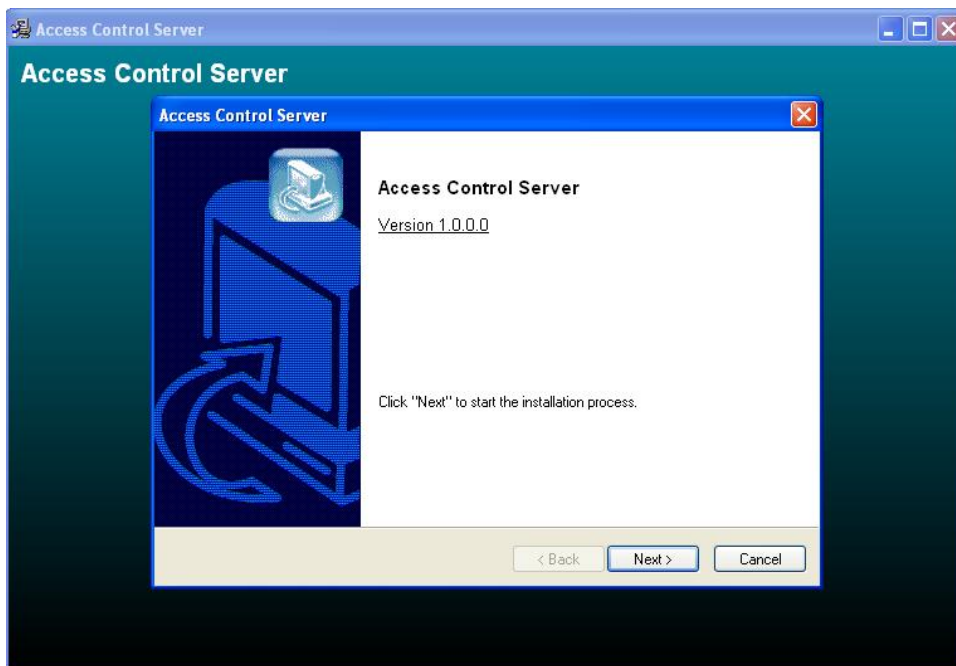 Access Control Server
Access Control Server
Access Control Server
Access Control Server
Version 1.0.0.0
Click "Next" to start the installation process.
< Back Next > Cancel